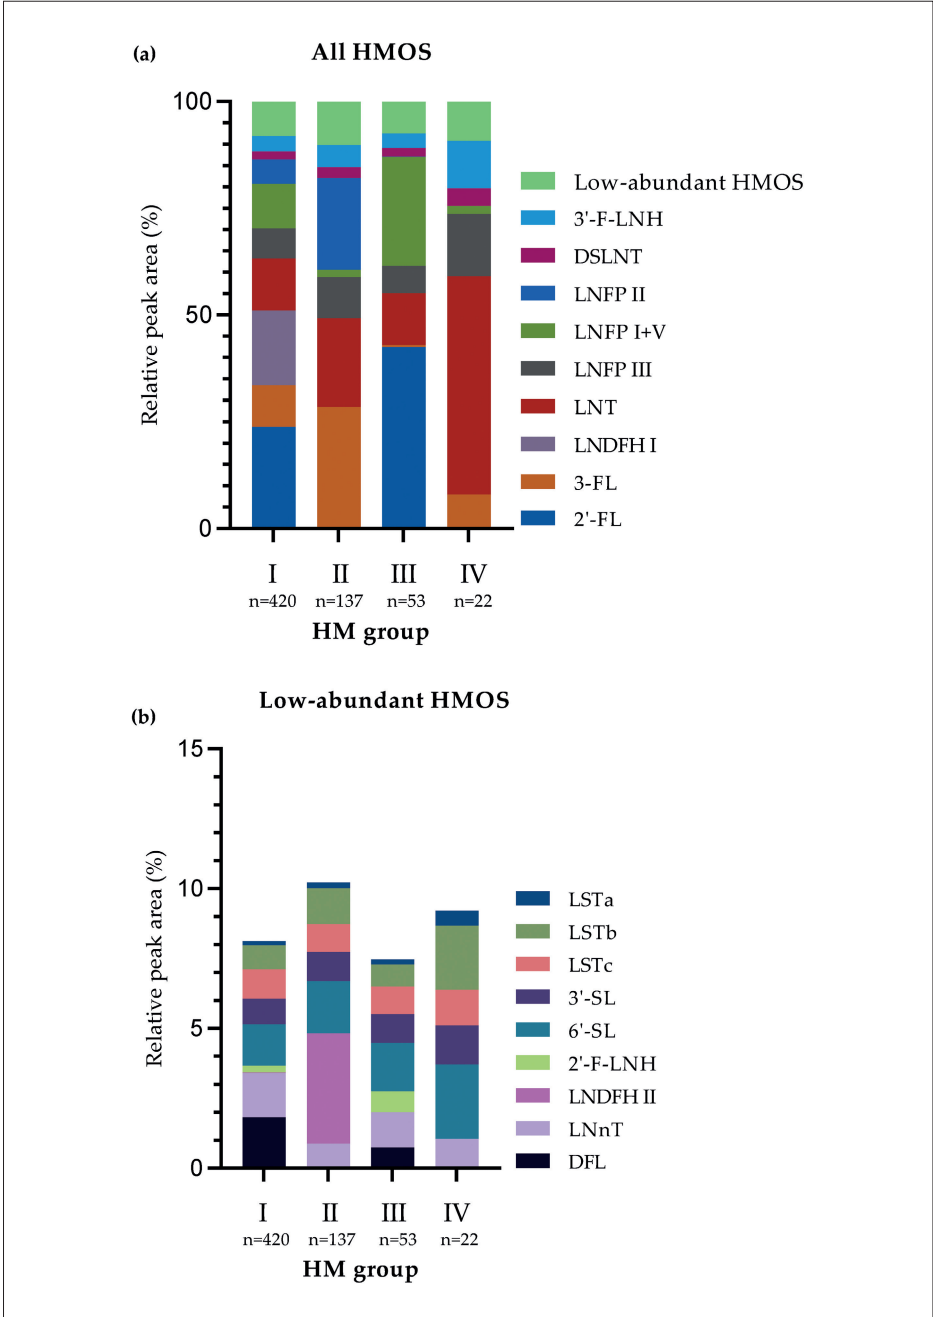 (a)
All HMOS
Relative peak area (%)
100
50
0
Low-abundant HMOS
3'-F-LNH
DSLNT
LNFP II
LNFP I+V
LNFP III
LNT
LNDFH I
3-FL
2'-FL
I II III IV
n=420 n=137 n=53 n=22
HM group
Low-abundant HMOS
(b)
Relative peak area (%)
15
10
5
0
LSTa
LSTb
LSTc
3'-SL
6'-SL
2'-F-LNH
LNDFH II
LNnT
DFL
I II III IV
n=420 n=137 n=53 n=22
HM group